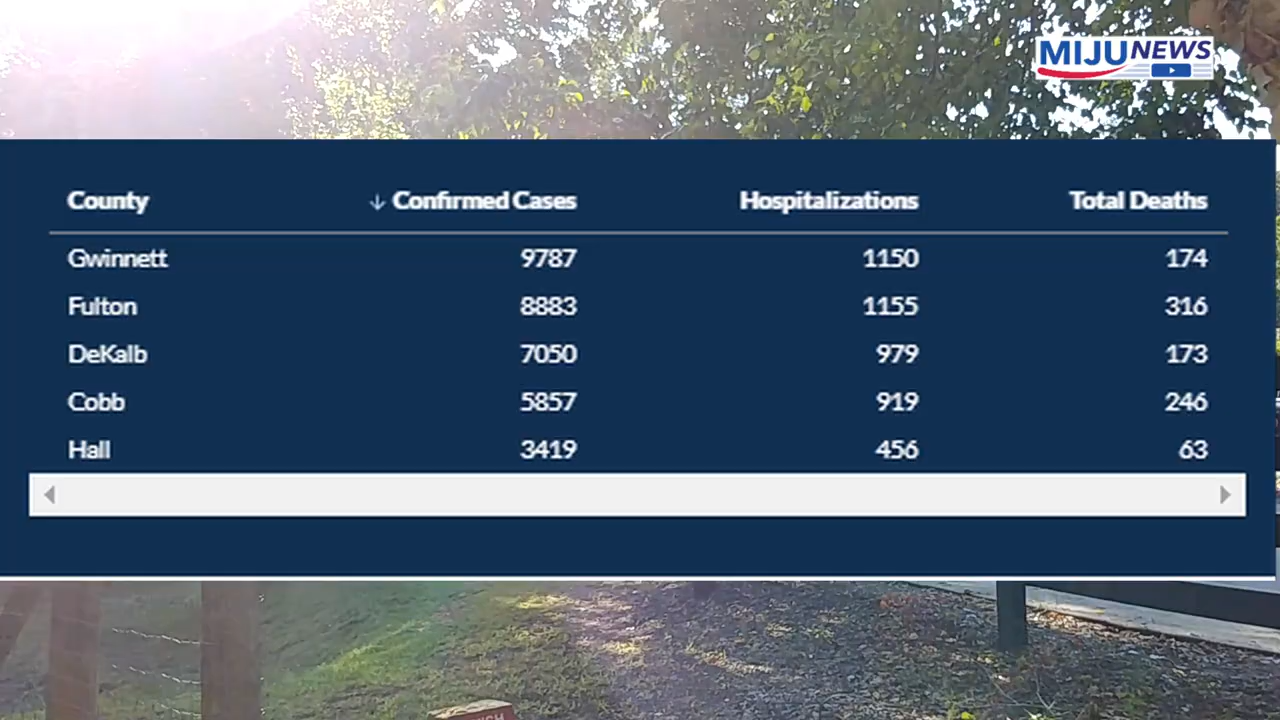 MIJUNEWS
County ↓ Confirmed Cases Hospitalizations Total Deaths
Gwinnett 9787 1150 174
Fulton 8883 1155 316
DeKalb 7050 979 173
Cobb 5857 919 246
Hall 3419 456 63